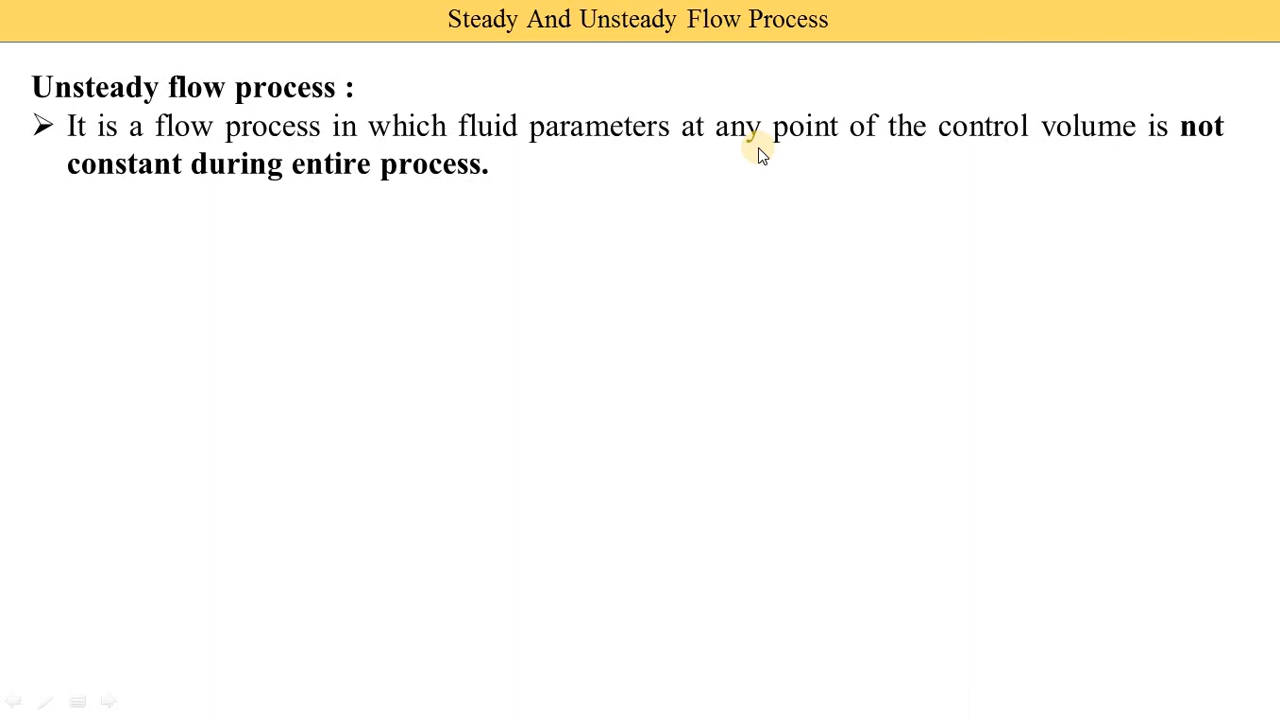 Steady And Unsteady Flow Process
Unsteady flow process :
➢ It is a flow process in which fluid parameters at any point of the control volume is not
constant during entire process.